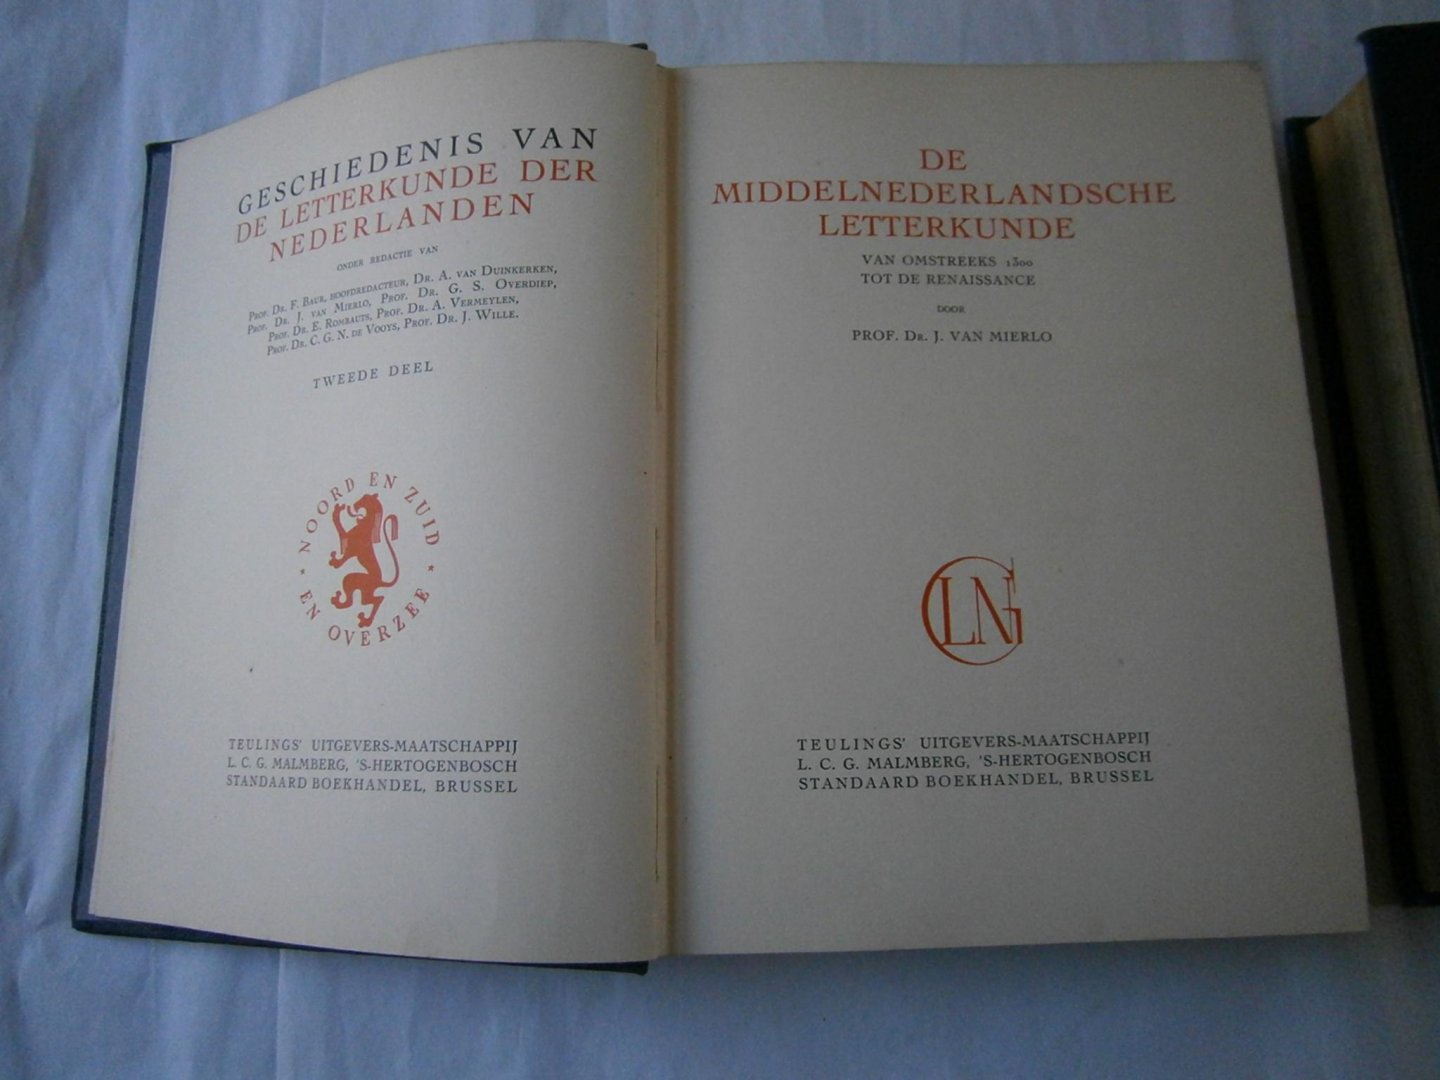 GESCHIEDENIS VAN
DE LETTERKUNDE DER
NEDERLANDEN
ONDER REDACTIE VAN
PROF. DR. F. BAUR, HOOFDREDACTEUR, DR. A. VAN DUINKERKEN,
PROF. DR. J. VAN MIERLO, PROF. DR. G. S. OVERDIEP,
PROF. DR. E. ROMBAUTS, PROF. DR. A. VERMEYLEN,
PROF. DR. C. G. N. DE VOOYS, PROF. DR. J. WILLE.
TWEEDE DEEL
NOORD EN ZUID
EN OVERZEE
TEULINGS' UITGEVERS-MAATSCHAPPIJ
L. C. G. MALMBERG, 'S-HERTOGENBOSCH
STANDAARD BOEKHANDEL, BRUSSEL
DE
MIDDELNEDERLANDSCHE
LETTERKUNDE
VAN OMSTREEKS 1300
TOT DE RENAISSANCE
DOOR
PROF. DR. J. VAN MIERLO
GLN
TEULINGS' UITGEVERS-MAATSCHAPPIJ
L. C. G. MALMBERG, 'S-HERTOGENBOSCH
STANDAARD BOEKHANDEL, BRUSSEL